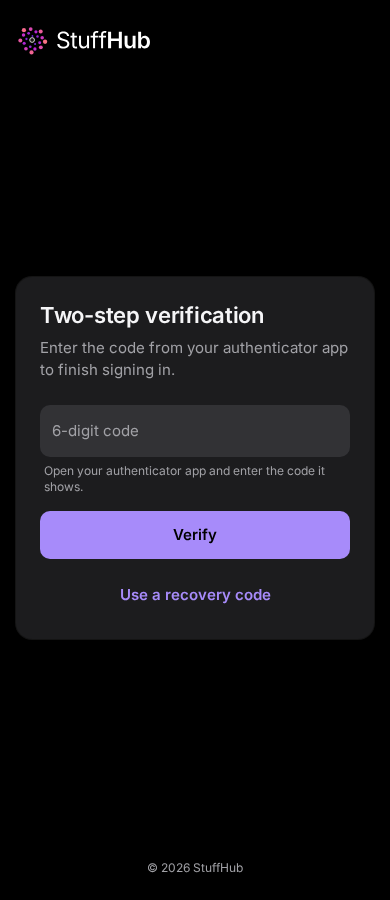 StuffHub
Two-step verification
Enter the code from your authenticator app
to finish signing in.
6-digit code
Open your authenticator app and enter the code it
shows.
Verify
Use a recovery code
© 2026 StuffHub